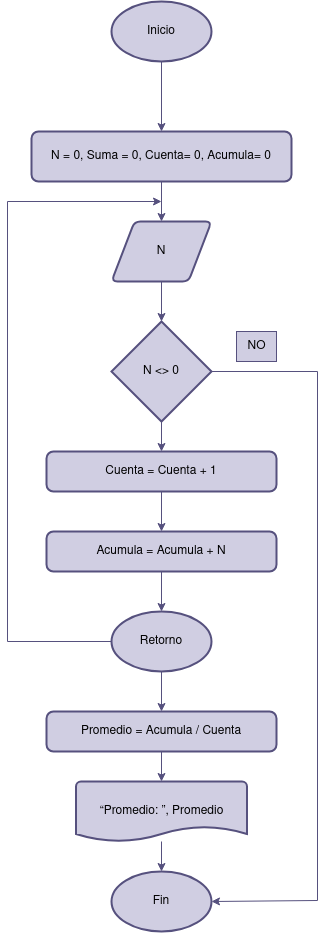 Inicio
N = 0, Suma = 0, Cuenta= 0, Acumula= 0
N
N <> 0
NO
Cuenta = Cuenta + 1
Acumula = Acumula + N
Retorno
Promedio = Acumula / Cuenta
“Promedio: ”, Promedio
Fin